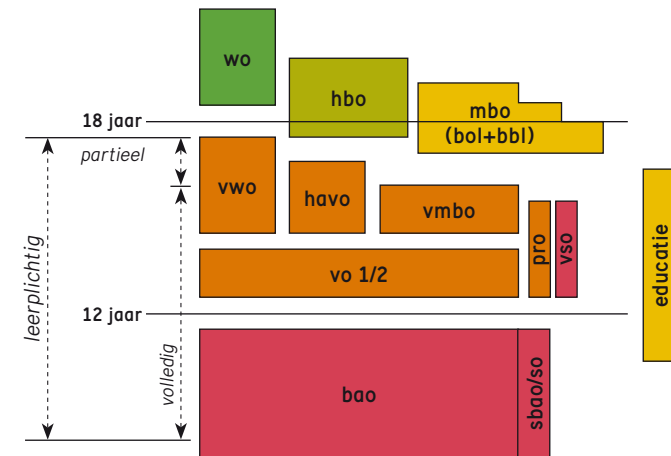 wo
hbo
mbo
(bol+bbl)
18 jaar
partieel
vwo
havo
vmbo
pro
vso
educatie
leerplichtig
vo 1/2
12 jaar
volledig
bao
sbao/so